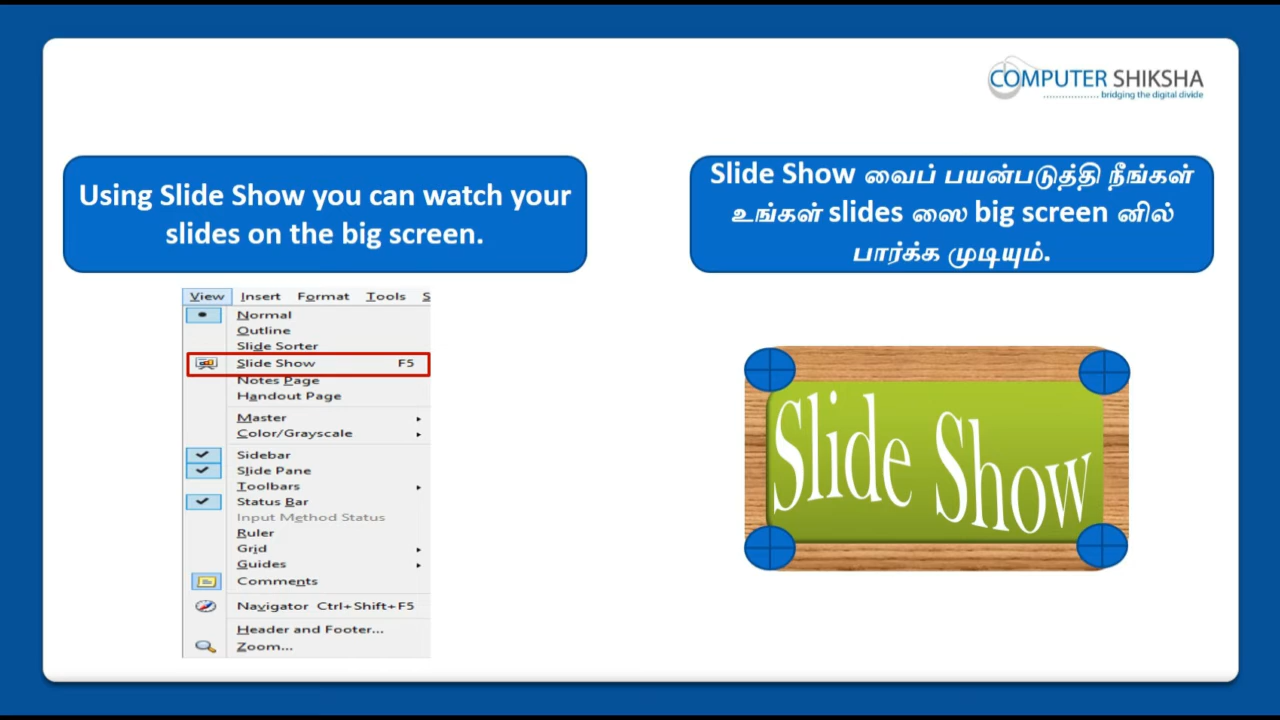 COMPUTER SHIKSHA
bridging the digital divide
Using Slide Show you can watch your
slides on the big screen.
Slide Show வைப் பயன்படுத்தி நீங்கள்
உங்கள் slides ஸை big screen னில்
பார்க்க முடியும்.
View Insert Format Tools S
Normal
Outline
Slide Sorter
Slide Show F5
Notes Page
Handout Page
Master
Color/Grayscale
Sidebar
Slide Pane
Toolbars
Status Bar
Input Method Status
Ruler
Grid
Guides
Comments
Navigator Ctrl+Shift+F5
Header and Footer...
Zoom...
Slide Show